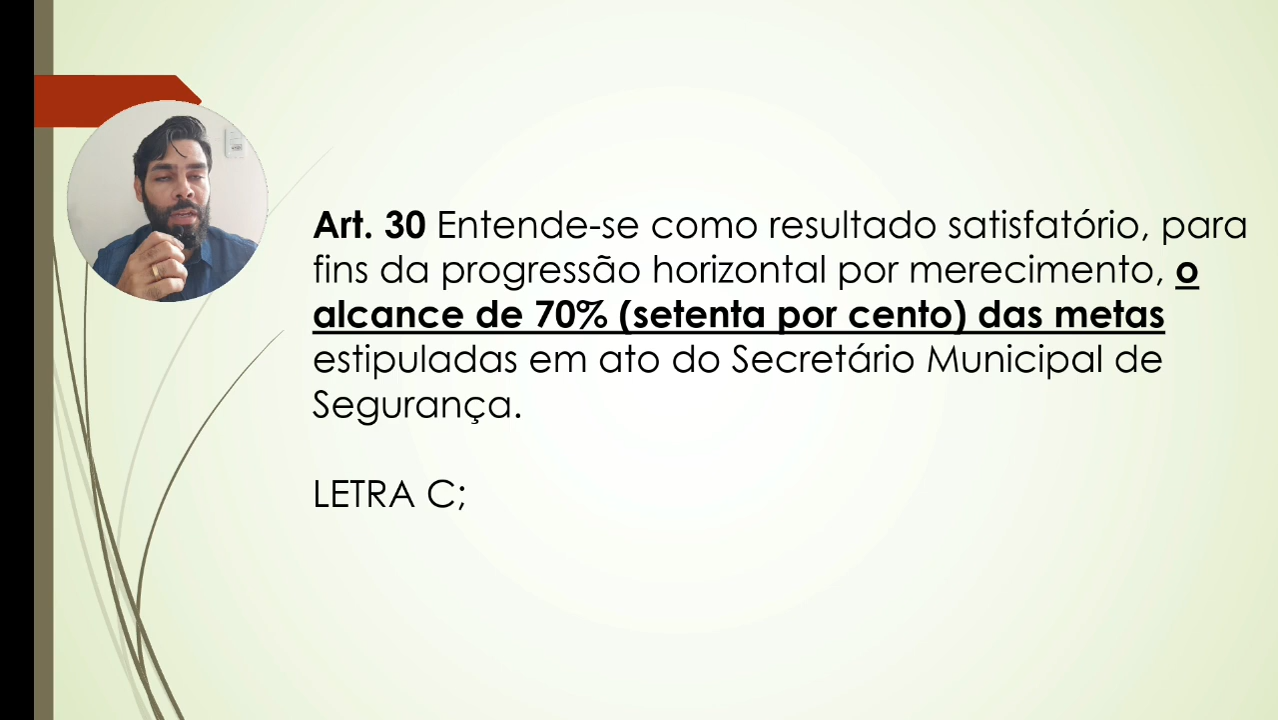 Art. 30 Entende-se como resultado satisfatório, para
fins da progressão horizontal por merecimento, o
alcance de 70% (setenta por cento) das metas
estipuladas em ato do Secretário Municipal de
Segurança.
LETRA C;